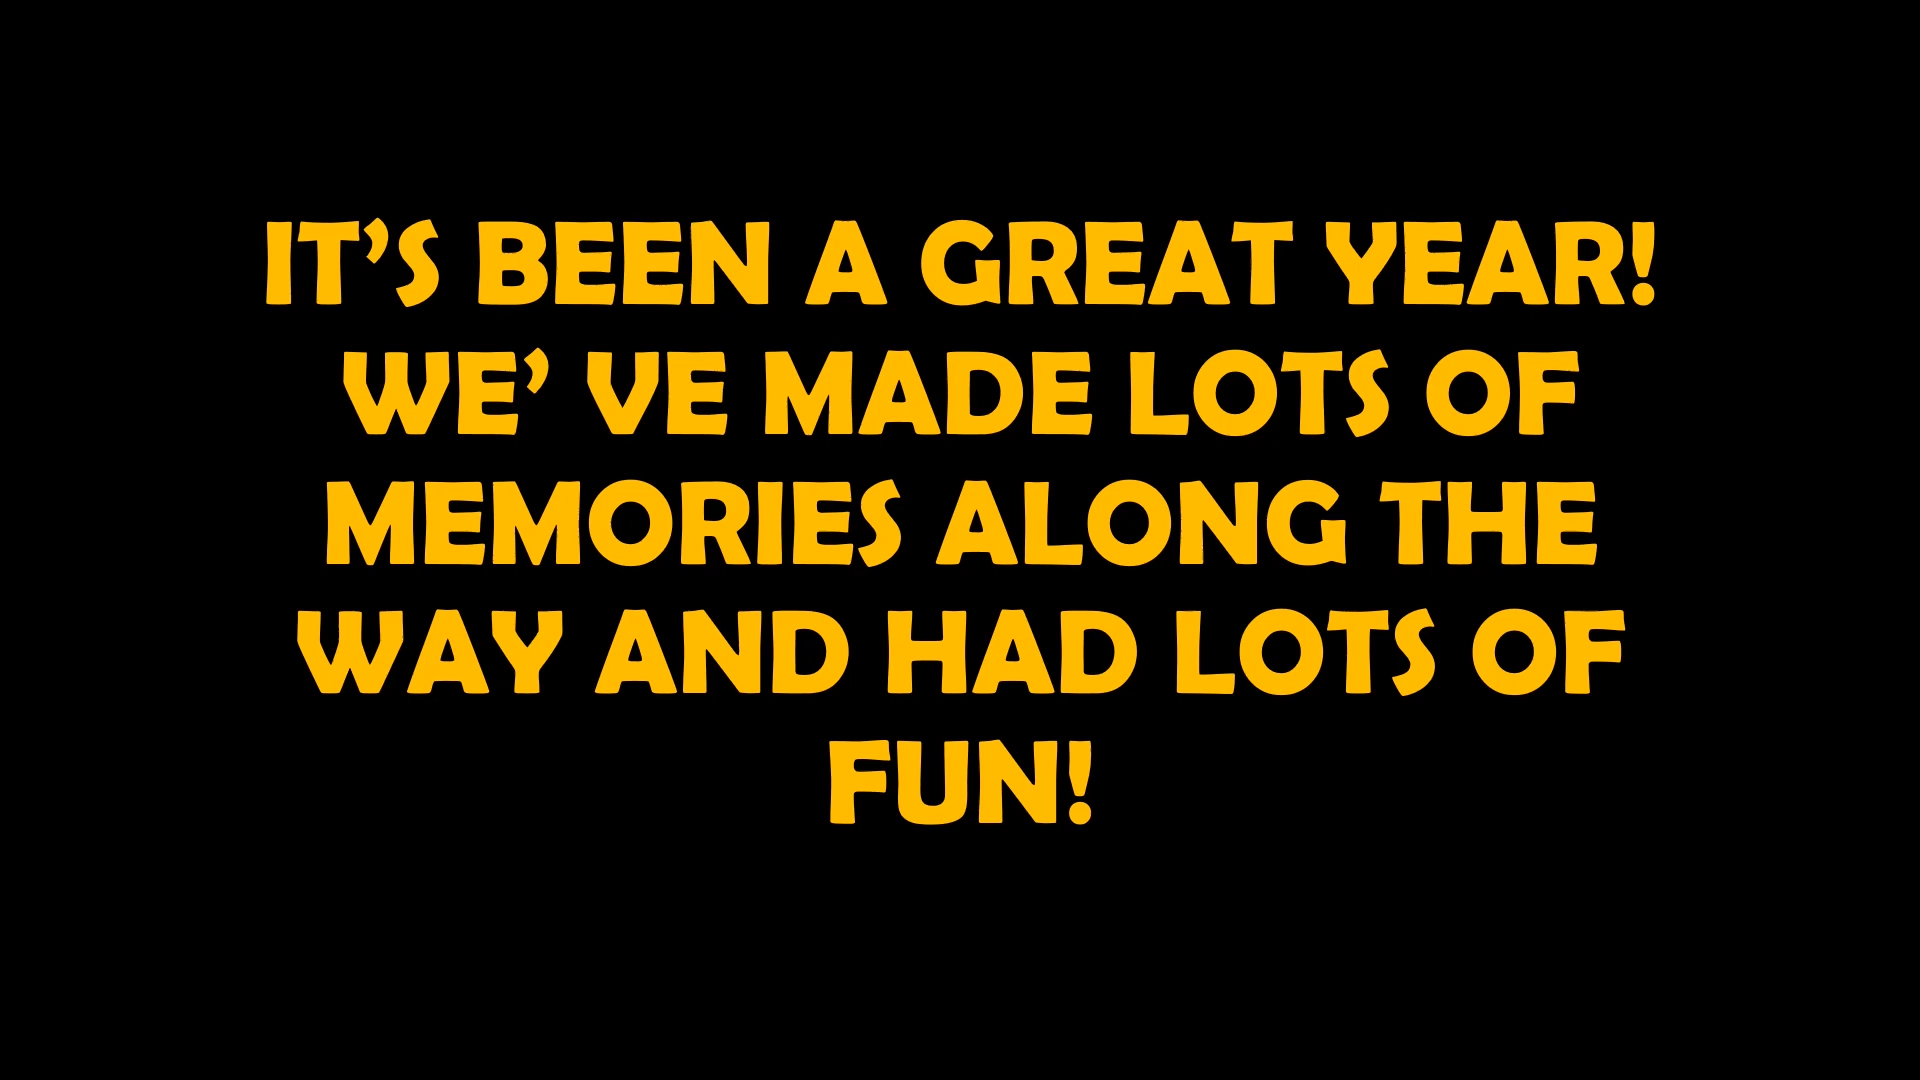 IT’S BEEN A GREAT YEAR!
WE’ VE MADE LOTS OF
MEMORIES ALONG THE
WAY AND HAD LOTS OF
FUN!